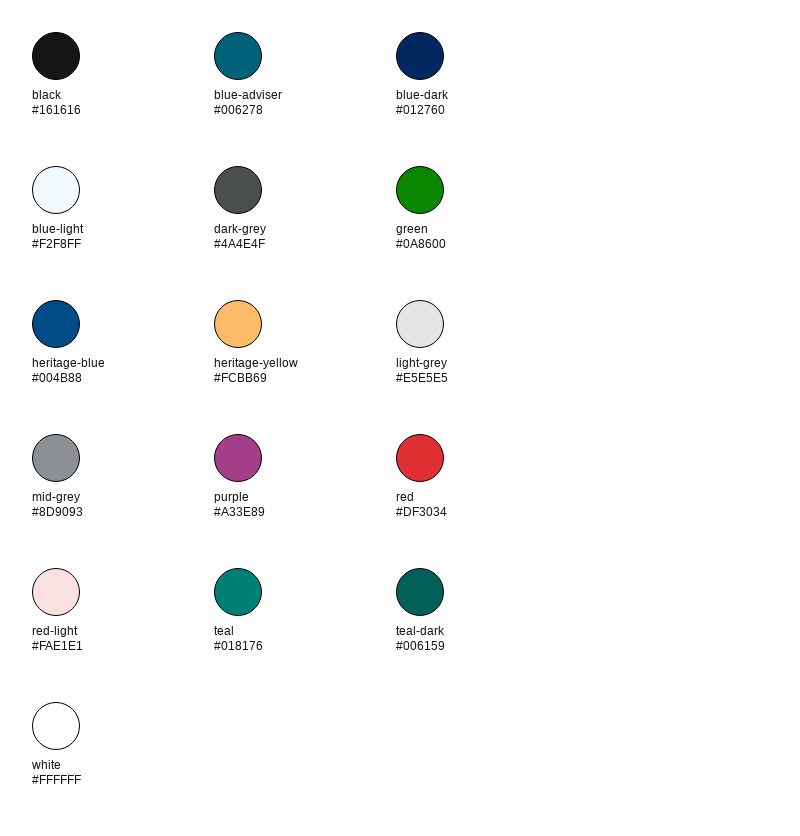 black
#161616
blue-adviser
#006278
blue-dark
#012760
blue-light
#F2F8FF
dark-grey
#4A4E4F
green
#0A8600
heritage-blue
#004B88
heritage-yellow
#FCBB69
light-grey
#E5E5E5
mid-grey
#8D9093
purple
#A33E89
red
#DF3034
red-light
#FAE1E1
teal
#018176
teal-dark
#006159
white
#FFFFFF